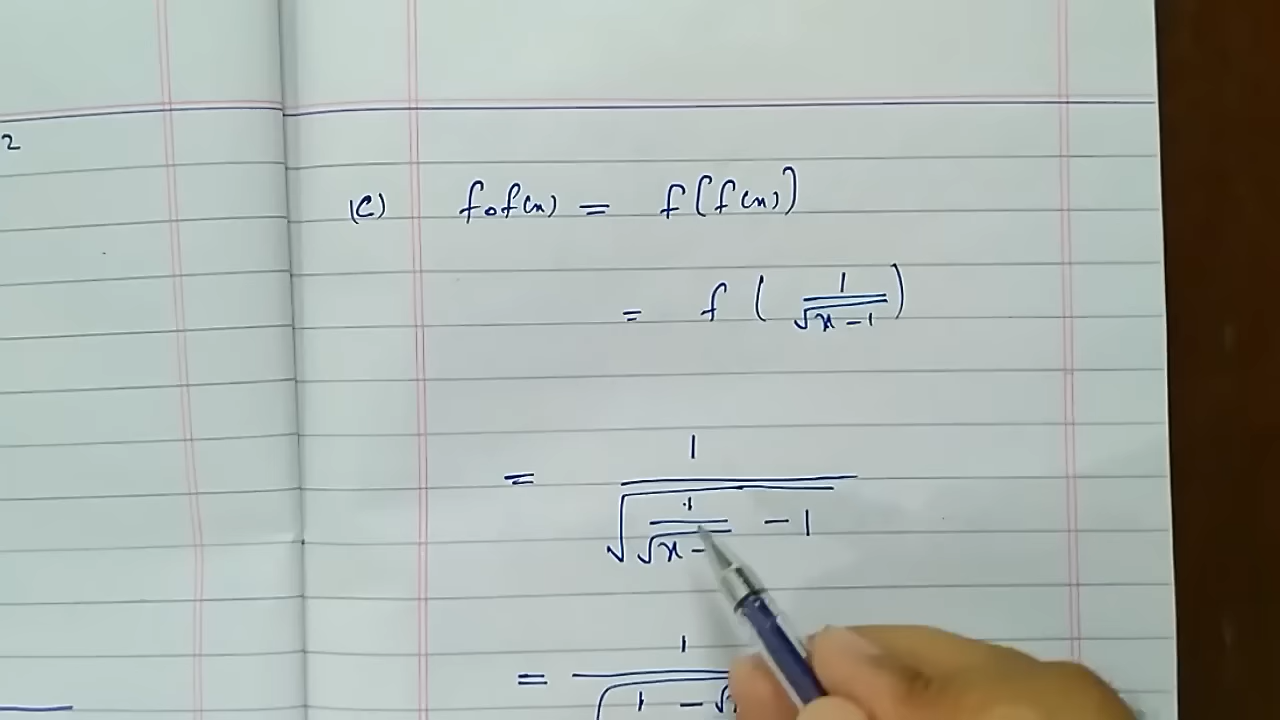 2
(c) fof(x) = f(f(x))
= f ( 1/√(x-1) )
= 1/√(1/√(x-) -1)
= 1/√(1 - √